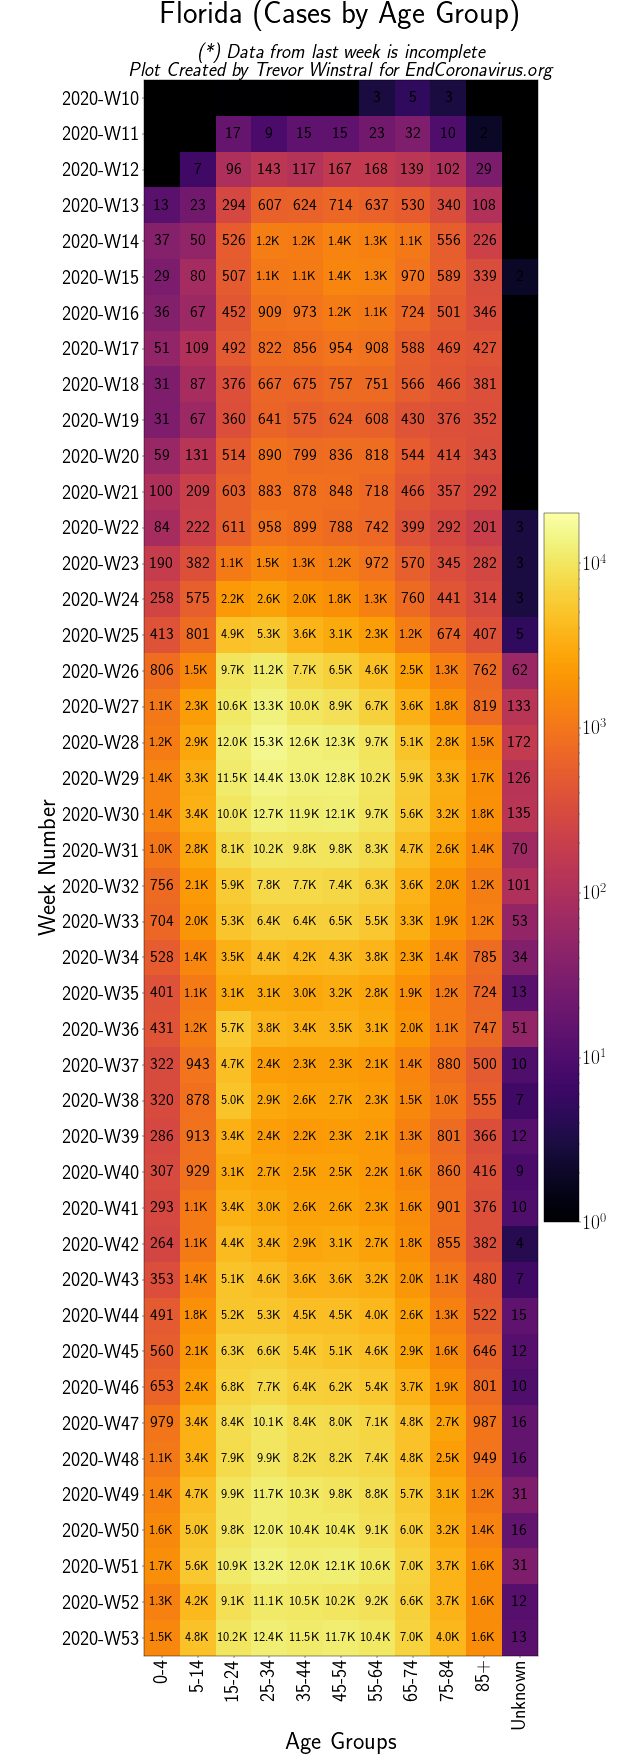 Florida (Cases by Age Group)
(*) Data from last week is incomplete
Plot Created by Trevor Winstral for EndCoronavirus.org
2020-W10 3 5 3
2020-W11 17 9 15 15 23 32 10 2
2020-W12 7 96 143 117 167 168 139 102 29
2020-W13 13 23 294 607 624 714 637 530 340 108
2020-W14 37 50 526 1.2K 1.2K 1.4K 1.3K 1.1K 556 226
2020-W15 29 80 507 1.1K 1.1K 1.4K 1.3K 970 589 339 2
2020-W16 36 67 452 909 973 1.2K 1.1K 724 501 346
2020-W17 51 109 492 822 856 954 908 588 469 427
2020-W18 31 87 376 667 675 757 751 566 466 381
2020-W19 31 67 360 641 575 624 608 430 376 352
2020-W20 59 131 514 890 799 836 818 544 414 343
2020-W21 100 209 603 883 878 848 718 466 357 292
2020-W22 84 222 611 958 899 788 742 399 292 201 3
2020-W23 190 382 1.1K 1.5K 1.3K 1.2K 972 570 345 282 3
2020-W24 258 575 2.2K 2.6K 2.0K 1.8K 1.3K 760 441 314 3
2020-W25 413 801 4.9K 5.3K 3.6K 3.1K 2.3K 1.2K 674 407 5
2020-W26 806 1.5K 9.7K 11.2K 7.7K 6.5K 4.6K 2.5K 1.3K 762 62
2020-W27 1.1K 2.3K 10.6K 13.3K 10.0K 8.9K 6.7K 3.6K 1.8K 819 133
2020-W28 1.2K 2.9K 12.0K 15.3K 12.6K 12.3K 9.7K 5.1K 2.8K 1.5K 172
2020-W29 1.4K 3.3K 11.5K 14.4K 13.0K 12.8K 10.2K 5.9K 3.3K 1.7K 126
2020-W30 1.4K 3.4K 10.0K 12.7K 11.9K 12.1K 9.7K 5.6K 3.2K 1.8K 135
2020-W31 1.0K 2.8K 8.1K 10.2K 9.8K 9.8K 8.3K 4.7K 2.6K 1.4K 70
2020-W32 756 2.1K 5.9K 7.8K 7.7K 7.4K 6.3K 3.6K 2.0K 1.2K 101
2020-W33 704 2.0K 5.3K 6.4K 6.4K 6.5K 5.5K 3.3K 1.9K 1.2K 53
2020-W34 528 1.4K 3.5K 4.4K 4.2K 4.3K 3.8K 2.3K 1.4K 785 34
2020-W35 401 1.1K 3.1K 3.1K 3.0K 3.2K 2.8K 1.9K 1.2K 724 13
2020-W36 431 1.2K 5.7K 3.8K 3.4K 3.5K 3.1K 2.0K 1.1K 747 51
2020-W37 322 943 4.7K 2.4K 2.3K 2.3K 2.1K 1.4K 880 500 10
2020-W38 320 878 5.0K 2.9K 2.6K 2.7K 2.3K 1.5K 1.0K 555 7
2020-W39 286 913 3.4K 2.4K 2.2K 2.3K 2.1K 1.3K 801 366 12
2020-W40 307 929 3.1K 2.7K 2.5K 2.5K 2.2K 1.6K 860 416 9
2020-W41 293 1.1K 3.4K 3.0K 2.6K 2.6K 2.3K 1.6K 901 376 10
2020-W42 264 1.1K 4.4K 3.4K 2.9K 3.1K 2.7K 1.8K 855 382 4
2020-W43 353 1.4K 5.1K 4.6K 3.6K 3.6K 3.2K 2.0K 1.1K 480 7
2020-W44 491 1.8K 5.2K 5.3K 4.5K 4.5K 4.0K 2.6K 1.3K 522 15
2020-W45 560 2.1K 6.3K 6.6K 5.4K 5.1K 4.6K 2.9K 1.6K 646 12
2020-W46 653 2.4K 6.8K 7.7K 6.4K 6.2K 5.4K 3.7K 1.9K 801 10
2020-W47 979 3.4K 8.4K 10.1K 8.4K 8.0K 7.1K 4.8K 2.7K 987 16
2020-W48 1.1K 3.4K 7.9K 9.9K 8.2K 8.2K 7.4K 4.8K 2.5K 949 16
2020-W49 1.4K 4.7K 9.9K 11.7K 10.3K 9.8K 8.8K 5.7K 3.1K 1.2K 31
2020-W50 1.6K 5.0K 9.8K 12.0K 10.4K 10.4K 9.1K 6.0K 3.2K 1.4K 16
2020-W51 1.7K 5.6K 10.9K 13.2K 12.0K 12.1K 10.6K 7.0K 3.7K 1.6K 31
2020-W52 1.3K 4.2K 9.1K 11.1K 10.5K 10.2K 9.2K 6.6K 3.7K 1.6K 12
2020-W53 1.5K 4.8K 10.2K 12.4K 11.5K 11.7K 10.4K 7.0K 4.0K 1.6K 13
0-4 5-14 15-24 25-34 35-44 45-54 55-64 65-74 75-84 85+ Unknown
Age Groups
Week Number
10⁴
10³
10²
10¹
10⁰